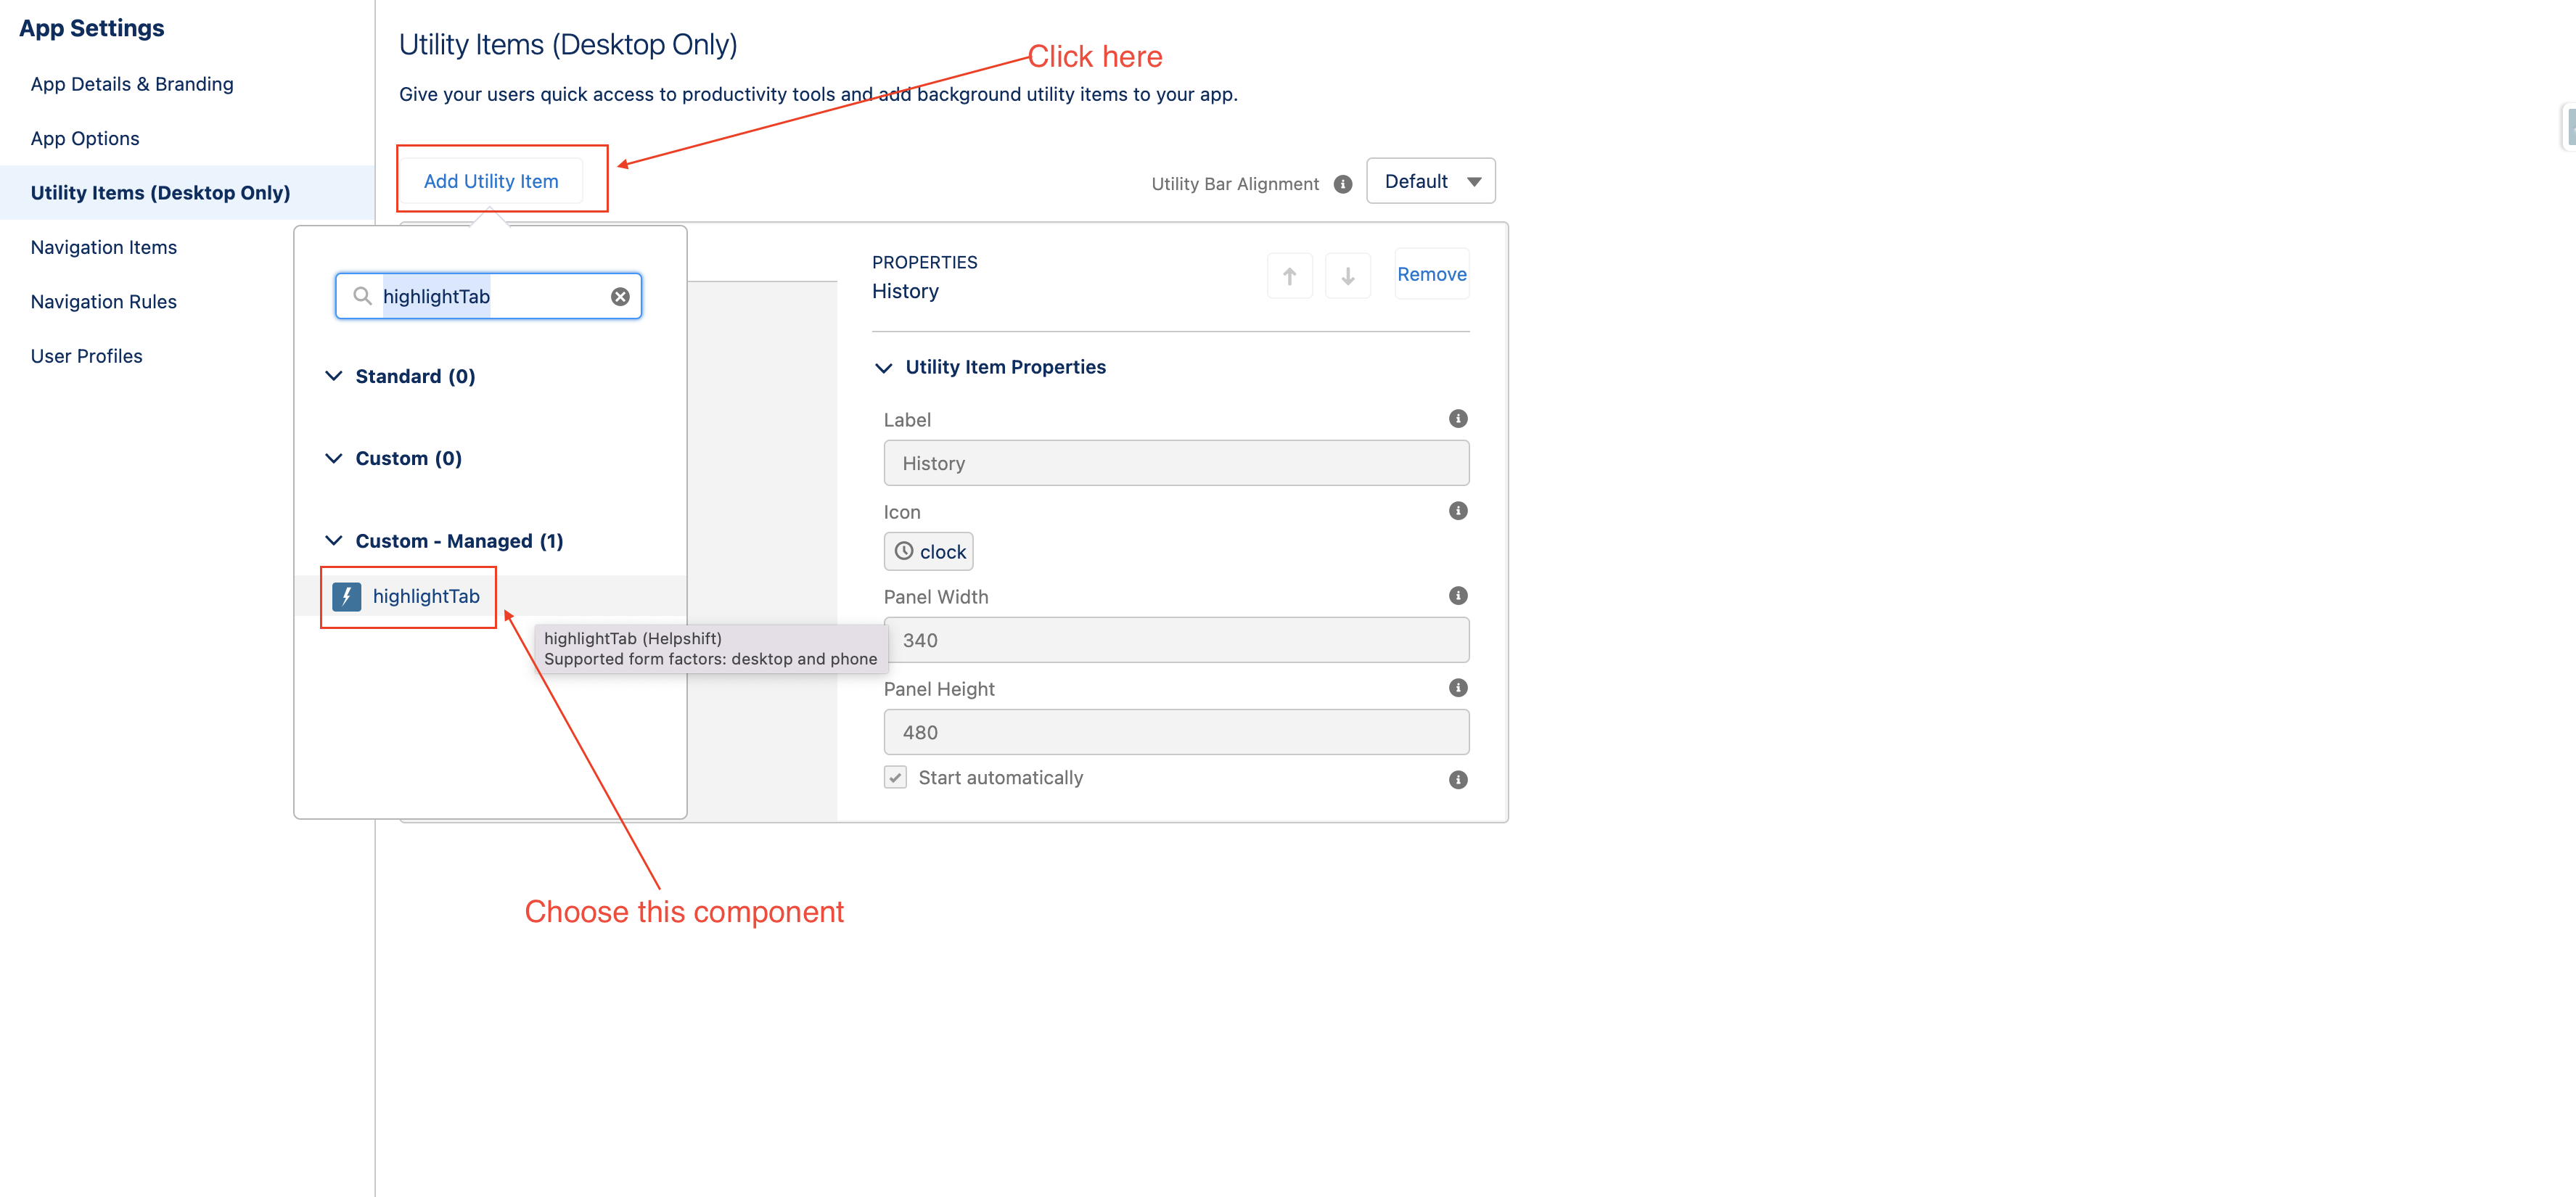 App Settings
App Details & Branding
App Options
Utility Items (Desktop Only)
Navigation Items
Navigation Rules
User Profiles
Utility Items (Desktop Only)
Click here
Give your users quick access to productivity tools and add background utility items to your app.
Add Utility Item
Utility Bar Alignment
Default
highlightTab
Standard (0)
Custom (0)
Custom - Managed (1)
highlightTab
highlightTab (Helpshift)
Supported form factors: desktop and phone
PROPERTIES
History
Remove
Utility Item Properties
Label
History
Icon
clock
Panel Width
340
Panel Height
480
Start automatically
Choose this component